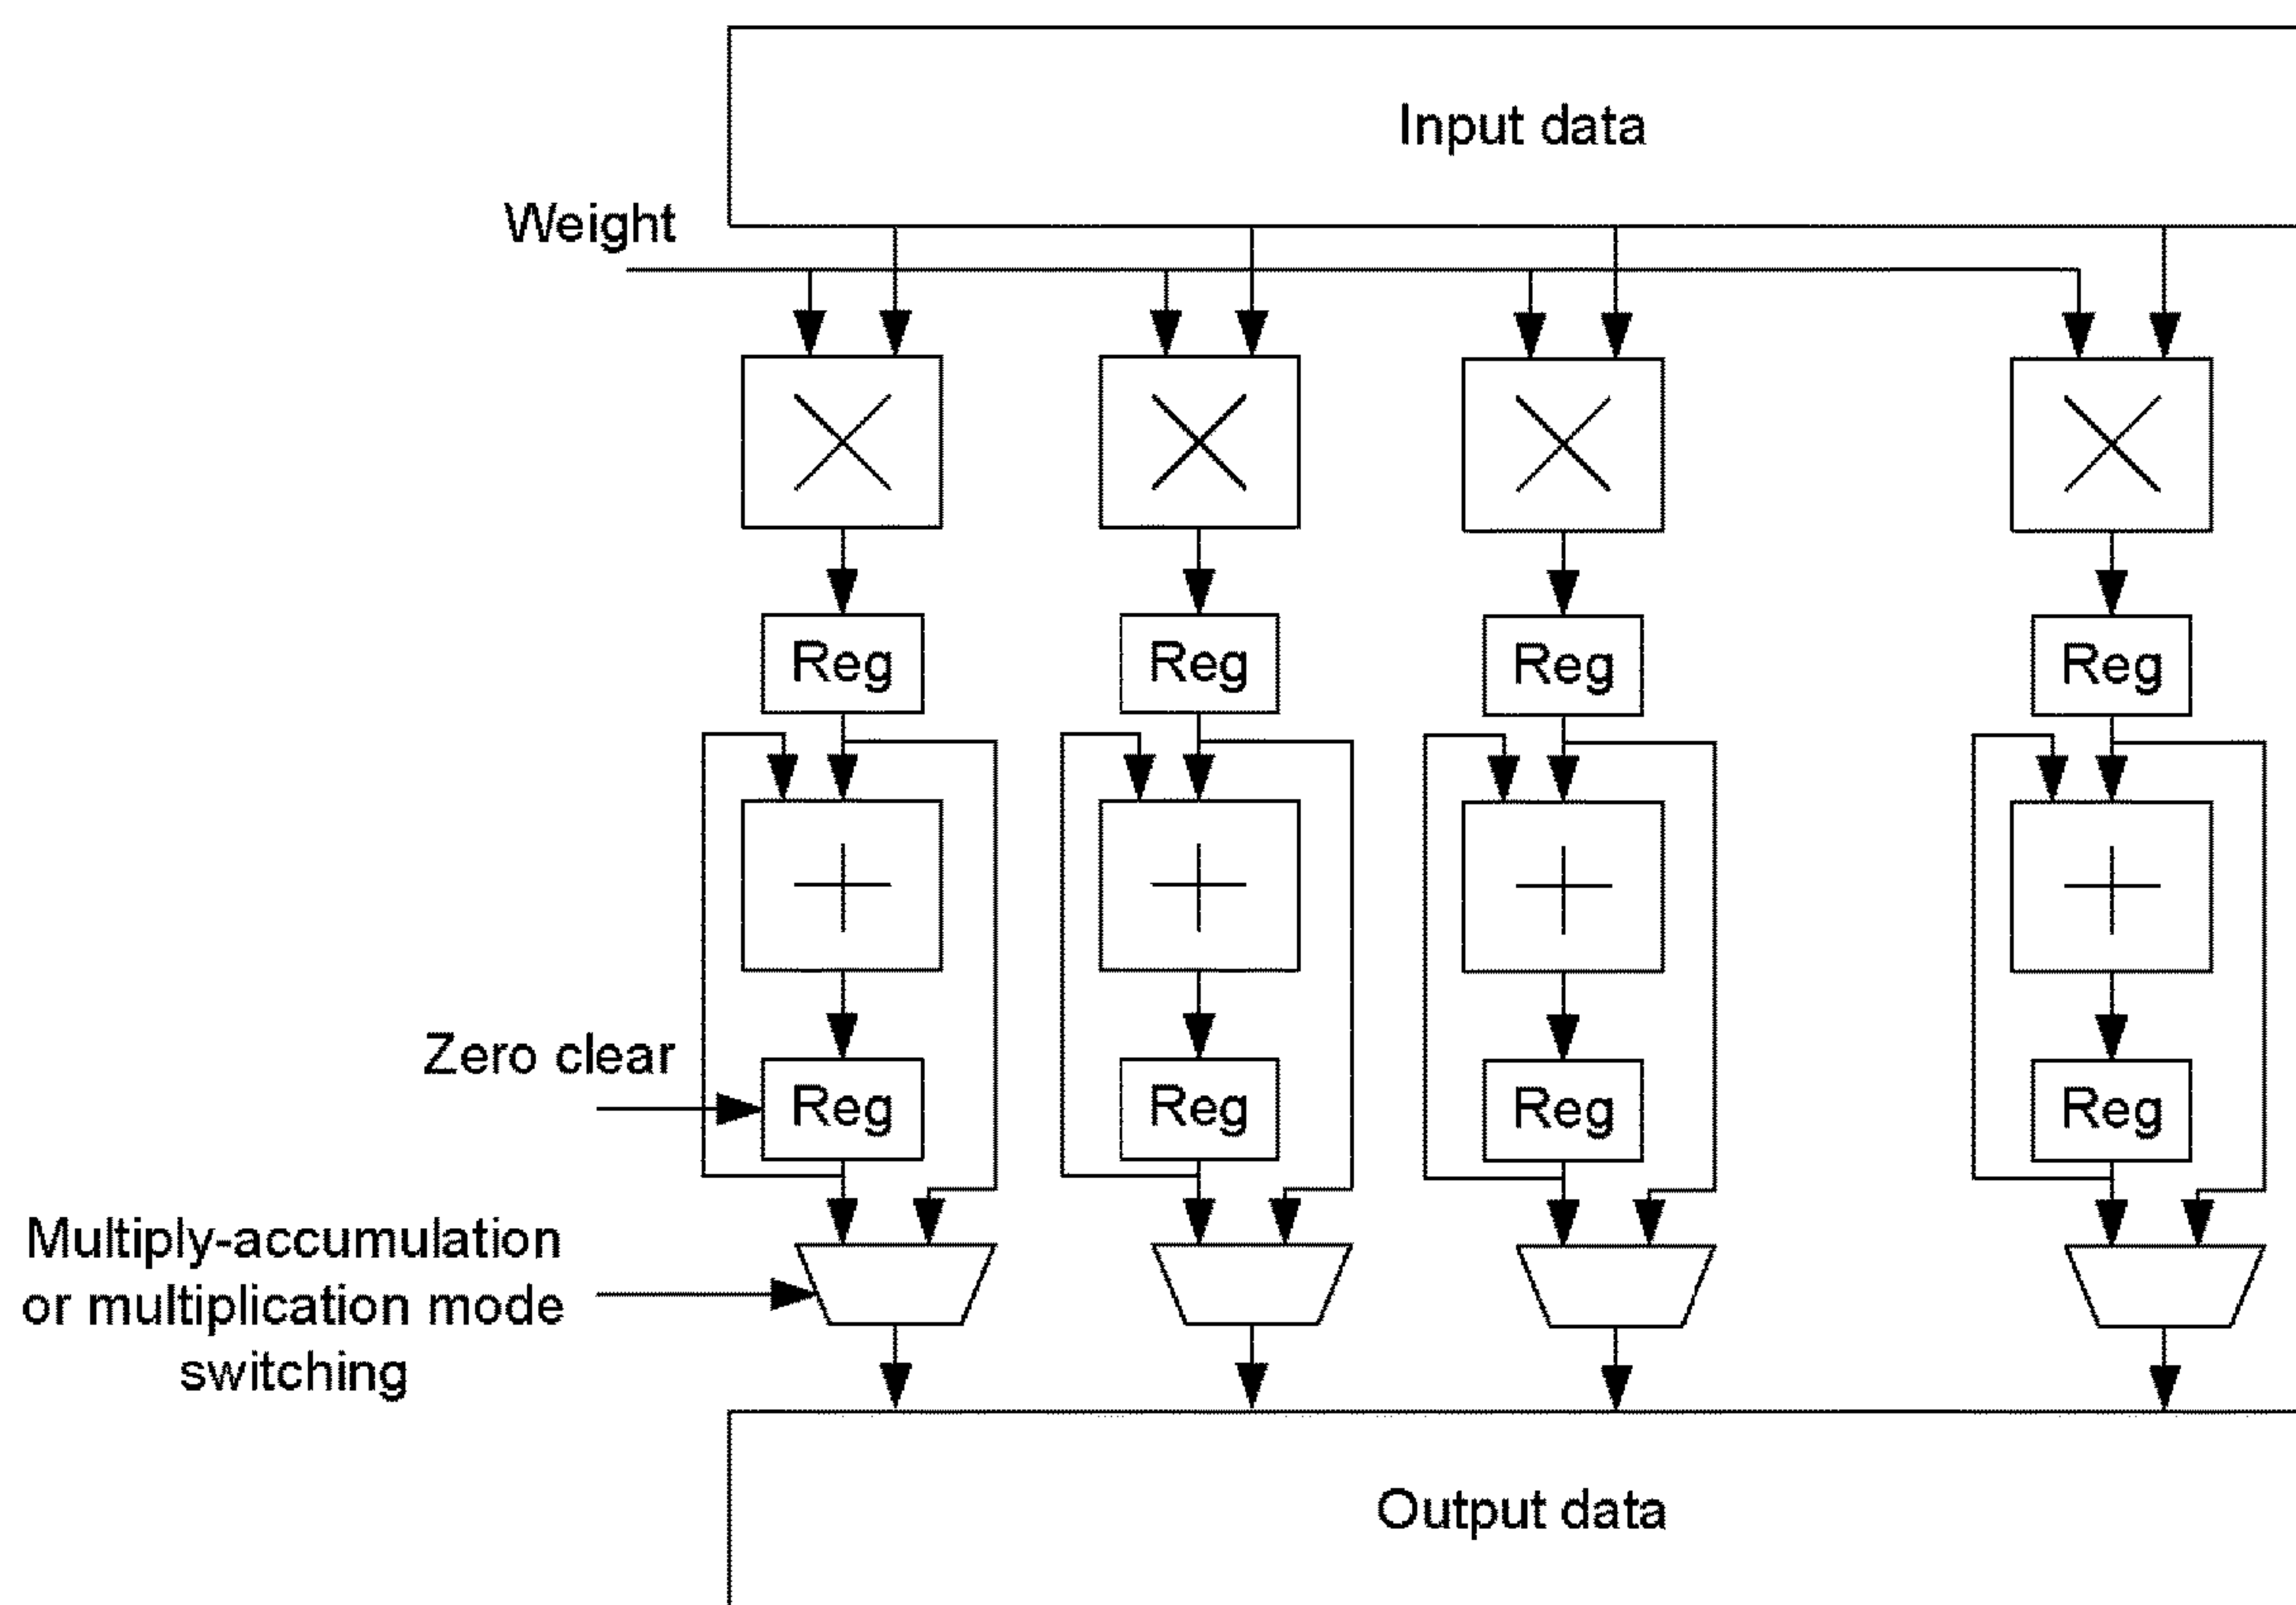 Input data
Weight
Reg Reg Reg Reg
Zero clear
Reg Reg Reg Reg
Multiply-accumulation
or multiplication mode
switching
Output data